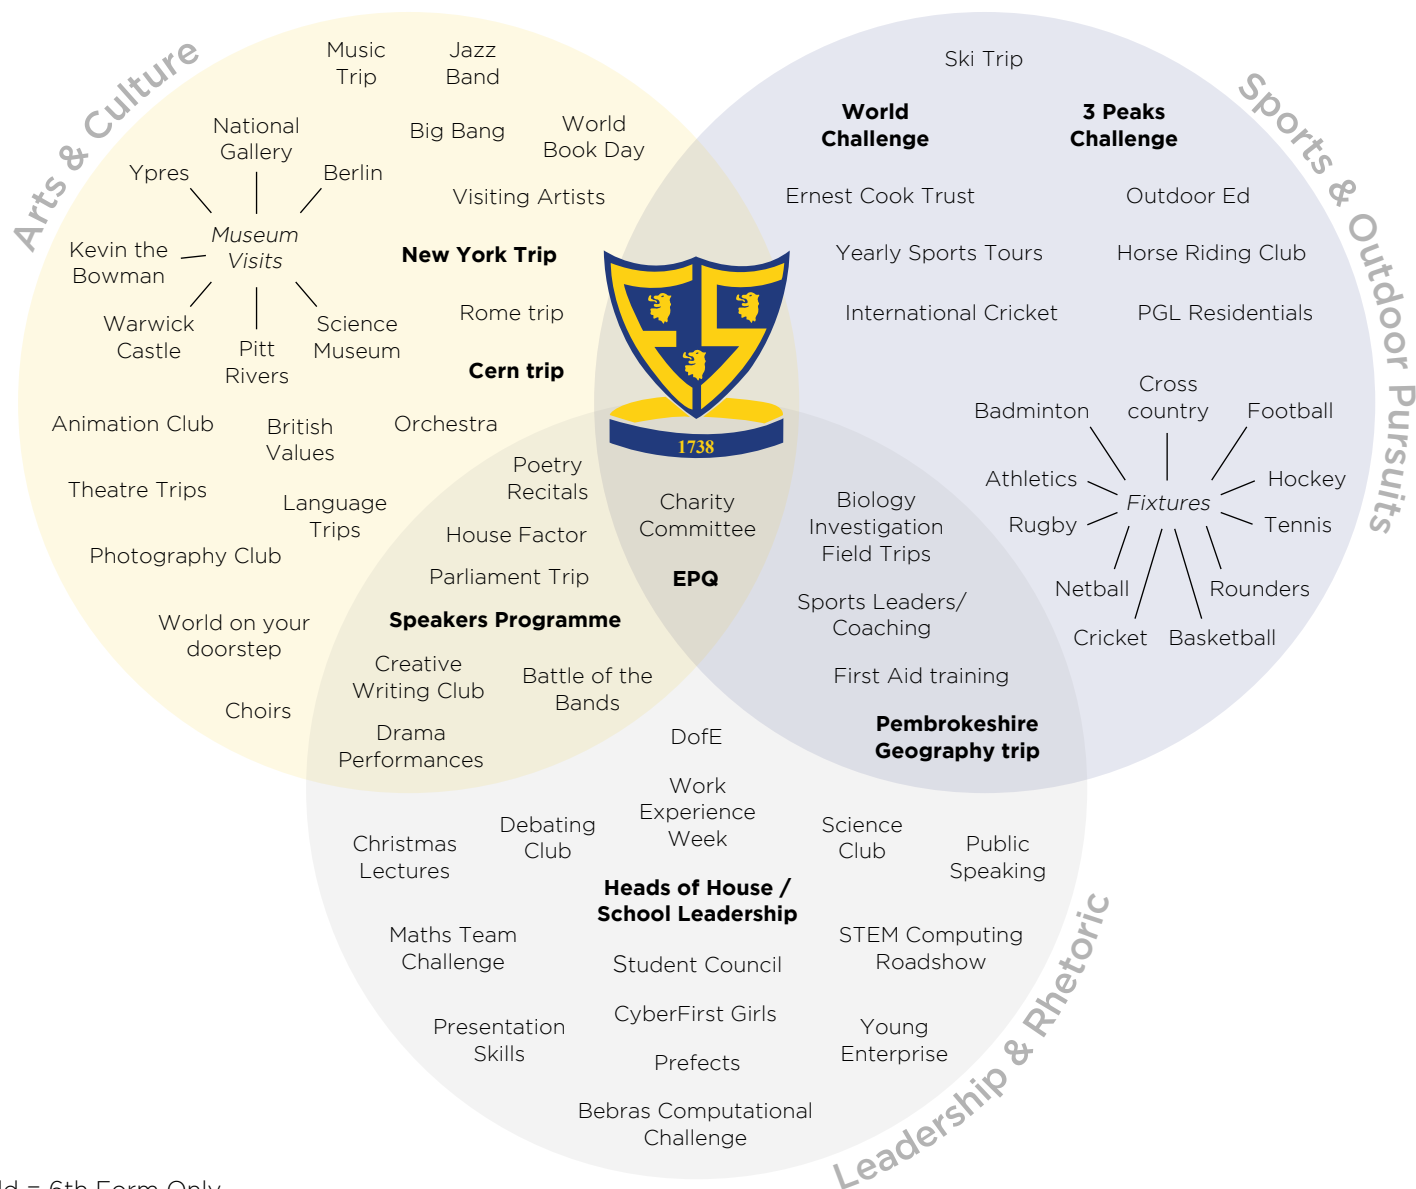 Arts & Culture
Music
Trip
Jazz
Band
National
Gallery
Big Bang
World
Book Day
Ypres
Berlin
Visiting Artists
Museum
Visits
Kevin the
Bowman
New York Trip
Warwick
Castle
Pitt
Rivers
Science
Museum
Rome trip
Cern trip
Animation Club
British
Values
Orchestra
Theatre Trips
Language
Trips
Photography Club
World on your
doorstep
Choirs
Sports & Outdoor Pursuits
Ski Trip
World
Challenge
3 Peaks
Challenge
Ernest Cook Trust
Outdoor Ed
Yearly Sports Tours
Horse Riding Club
International Cricket
PGL Residentials
Badminton
Cross
country
Football
Athletics
Fixtures
Hockey
Rugby
Tennis
Netball
Rounders
Cricket
Basketball
1738
Poetry
Recitals
House Factor
Parliament Trip
Speakers Programme
Creative
Writing Club
Battle of the
Bands
Drama
Performances
Charity
Committee
EPQ
Biology
Investigation
Field Trips
Sports Leaders/
Coaching
First Aid training
Pembrokeshire
Geography trip
DofE
Work
Experience
Week
Christmas
Lectures
Debating
Club
Science
Club
Public
Speaking
Heads of House /
School Leadership
Maths Team
Challenge
Student Council
STEM Computing
Roadshow
CyberFirst Girls
Presentation
Skills
Young
Enterprise
Prefects
Bebras Computational
Challenge
Leadership & Rhetoric
= 6th Form Only